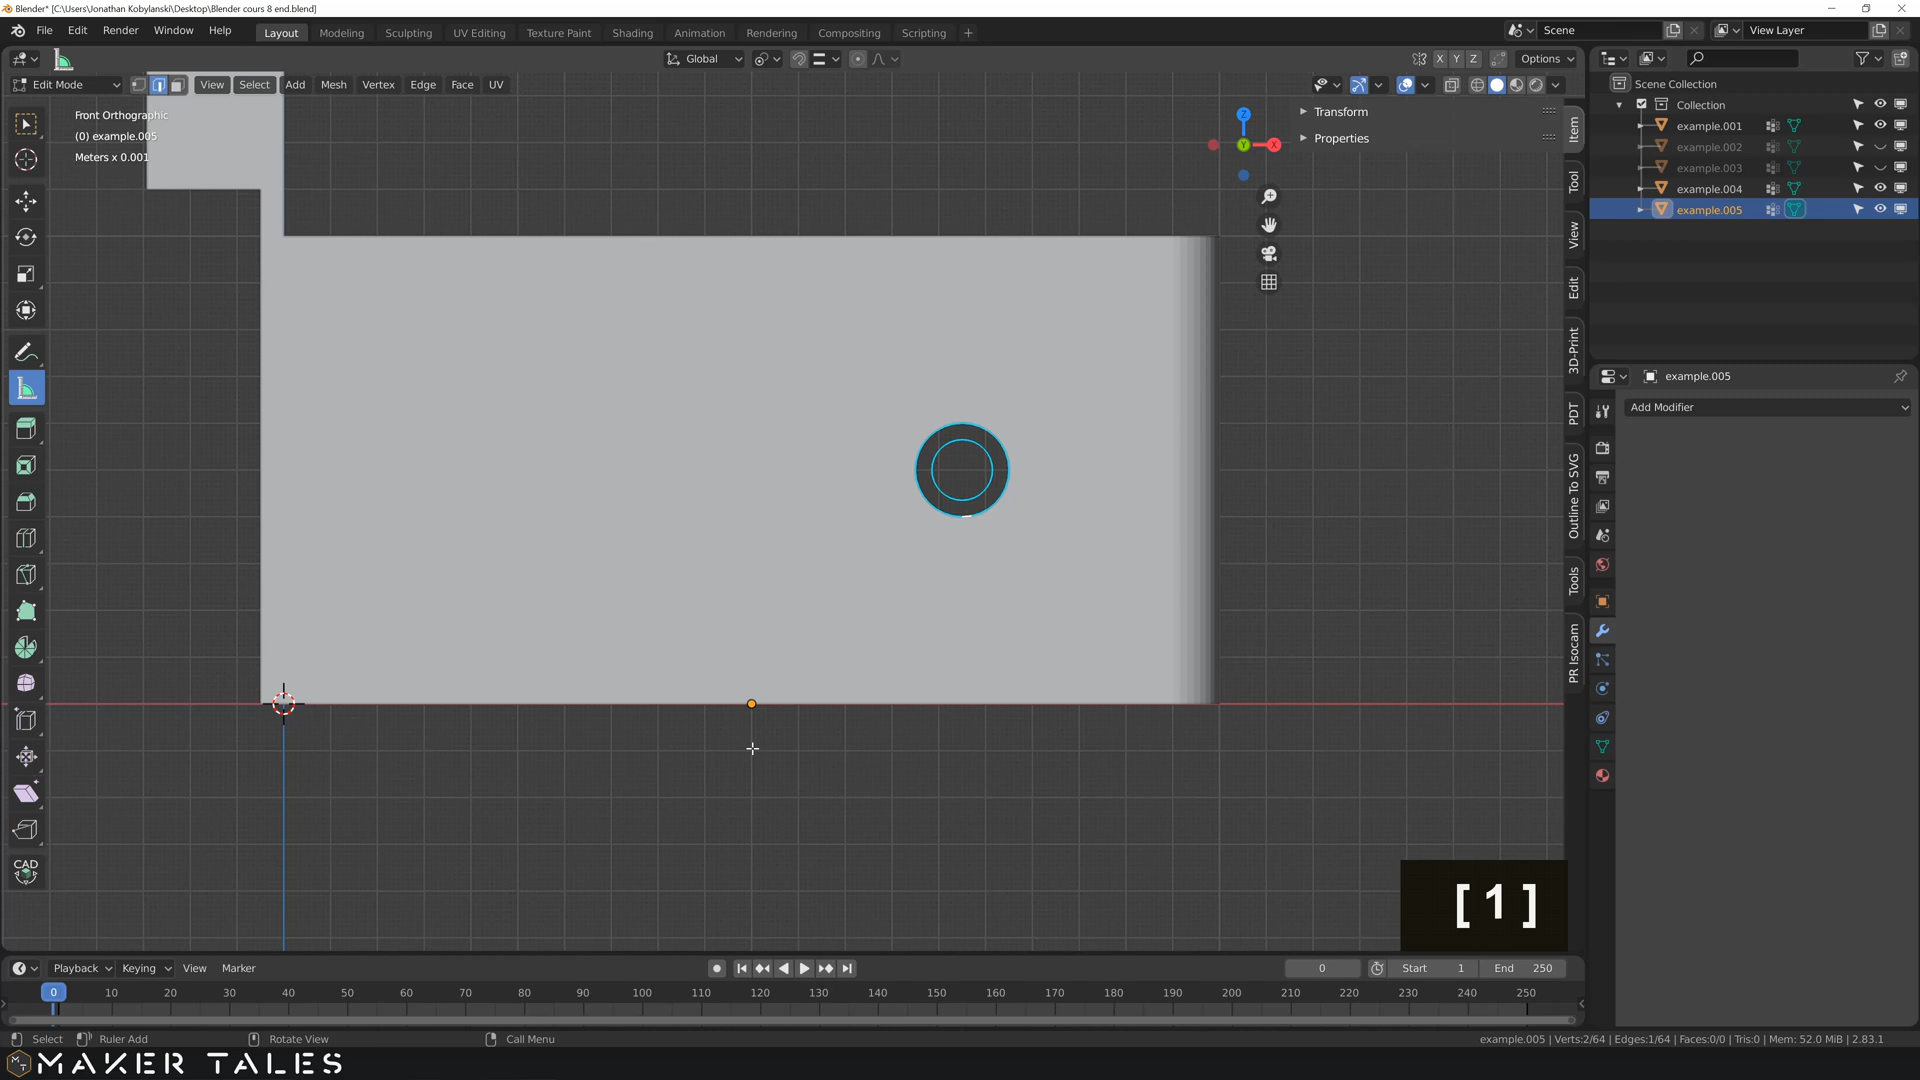 Blender* [C:\Users\Jonathan Kobylanski\Desktop\Blender cours 8 end.blend]
File Edit Render Window Help Layout Modeling Sculpting UV Editing Texture Paint Shading Animation Rendering Compositing Scripting + Scene View Layer
Global X Y Z Options
Edit Mode View Select Add Mesh Vertex Edge Face UV
Front Orthographic
(0) example.005
Meters x 0.001
Z
Y
X
Transform
Properties
Item
Tool
View
Edit
3D-Print
PDT
Outline To SVG
Tools
PR Isocam
Scene Collection
Collection
example.001
example.002
example.003
example.004
example.005
example.005
Add Modifier
CAD
[ 1 ]
Playback Keying View Marker 0 Start 1 End 250
0 10 20 30 40 50 60 70 80 90 100 110 120 130 140 150 160 170 180 190 200 210 220 230 240 250
Select Ruler Add Rotate View Call Menu example.005 | Verts:2/64 | Edges:1/64 | Faces:0/0 | Tris:0 | Mem: 52.0 MiB | 2.83.1
MT MAKER TALES